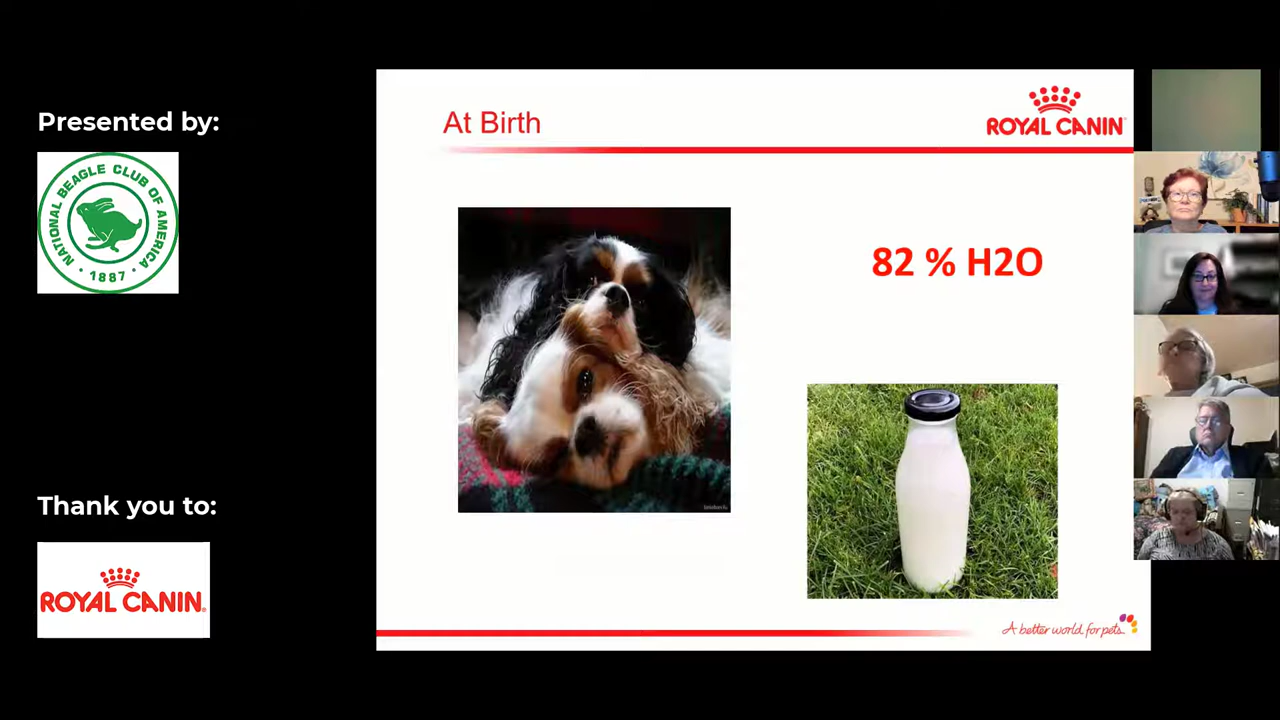 Presented by:
NATIONAL BEAGLE CLUB OF AMERICA
• 1887 •
Thank you to:
ROYAL CANIN
At Birth
ROYAL CANIN
82 % H2O
A better world for pets